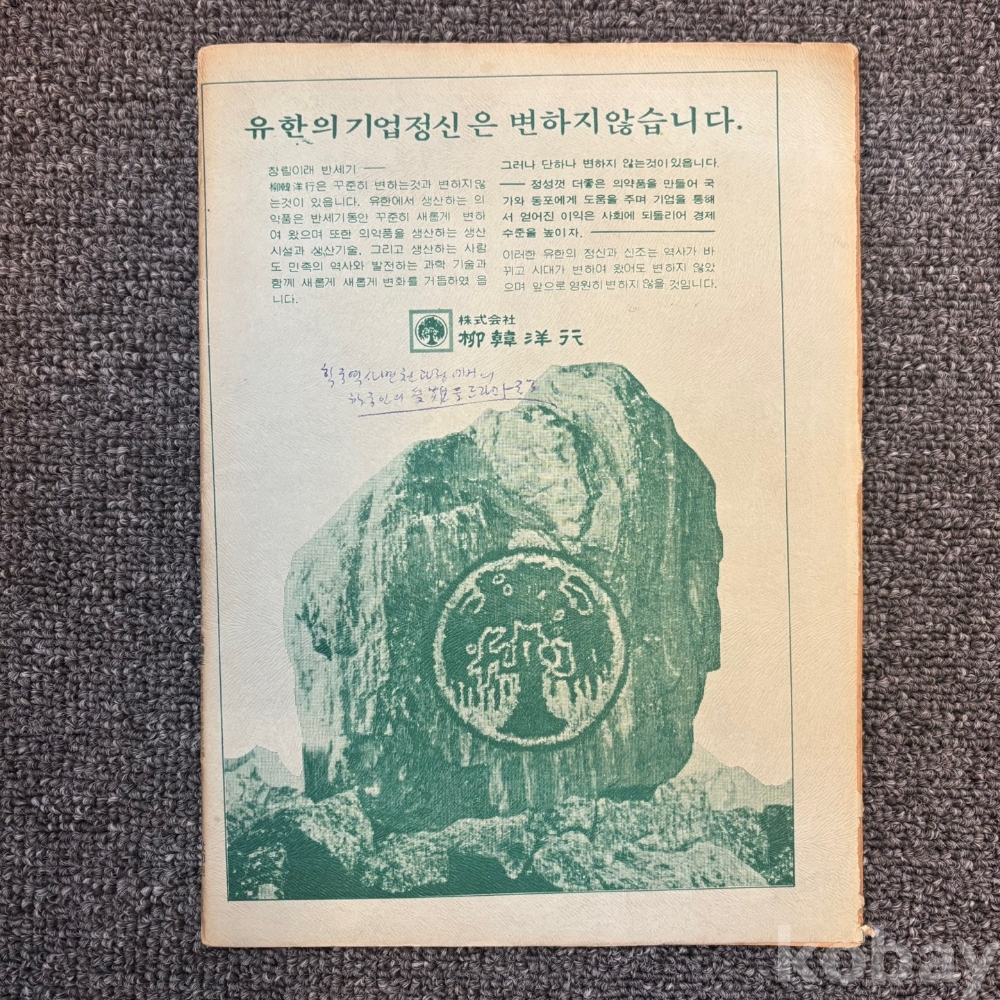 유한의 기업정신은 변하지않습니다.
창립이래 반세기 ──
柳韓洋行은 꾸준히 변하는것과 변하지않
는것이 있읍니다. 유한에서 생산하는 의
약품은 반세기동안 꾸준히 새롭게 변하
여 왔으며 또한 의약품을 생산하는 생산
시설과 생산기술, 그리고 생산하는 사람
도 민족의 역사와 발전하는 과학 기술과
함께 새롭게 새롭게 변화를 거듭하였 읍
니다.
그러나 단하나 변하지 않는것이 있읍니다.
── 정성껏 더좋은 의약품을 만들어 국
가와 동포에게 도움을 주며 기업을 통해
서 얻어진 이익은 사회에 되돌리어 경제
수준을 높이자. ──
이러한 유한의 정신과 신조는 역사가 바
뀌고 시대가 변하여 왔어도 변하지 않았
으며 앞으로 영원히 변하지 않을 것입니다.
株式会社
柳韓洋行
한국인의
kobay